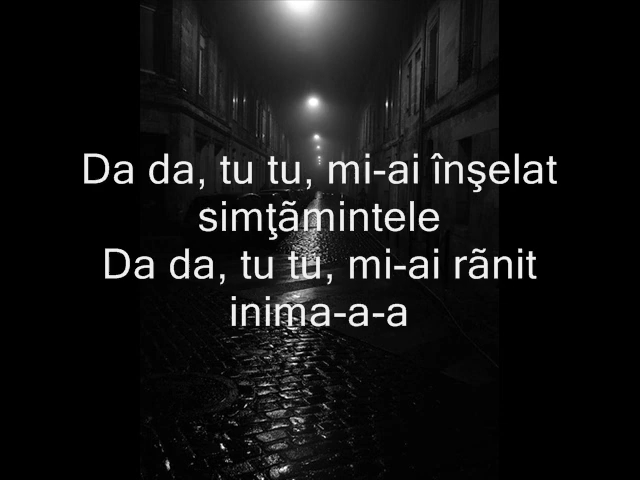 Da da, tu tu, mi-ai înşelat
simţãmintele
Da da, tu tu, mi-ai rãnit
inima-a-a